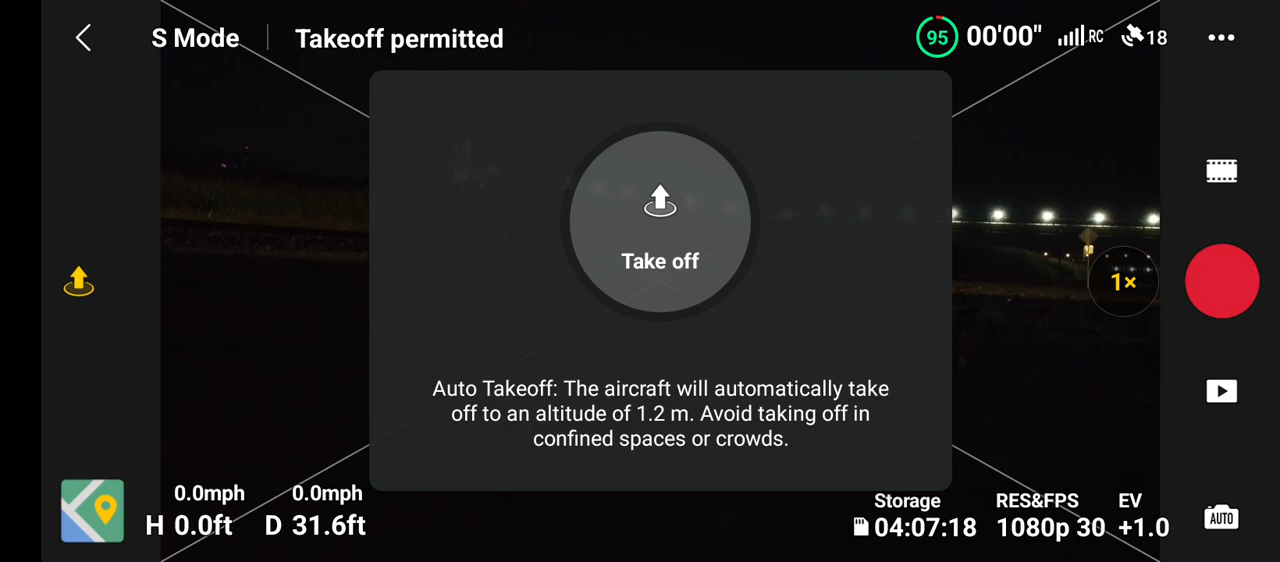 S Mode
Takeoff permitted
95
00'00"
RC
18
Take off
1×
Auto Takeoff: The aircraft will automatically take
off to an altitude of 1.2 m. Avoid taking off in
confined spaces or crowds.
0.0mph
0.0mph
H 0.0ft
D 31.6ft
Storage
RES&FPS
EV
04:07:18
1080p 30
+1.0
AUTO